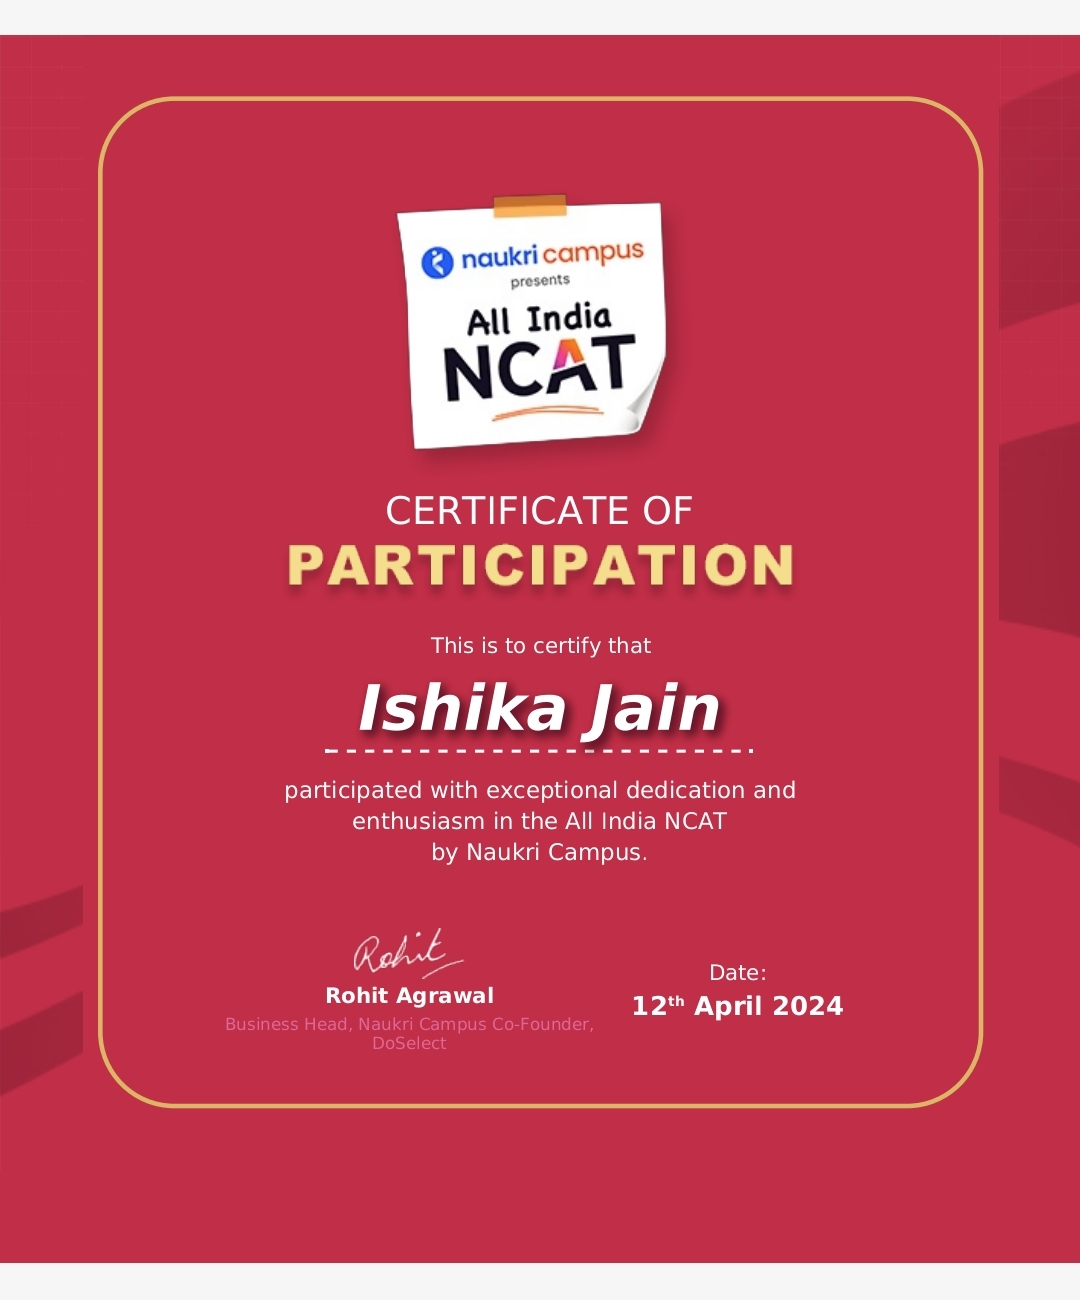 naukri campus
presents
All India
NCAT
CERTIFICATE OF
PARTICIPATION
This is to certify that
Ishika Jain
participated with exceptional dedication and
enthusiasm in the All India NCAT
by Naukri Campus.
Rohit
Rohit Agrawal
Business Head, Naukri Campus Co-Founder,
DoSelect
Date:
12th April 2024